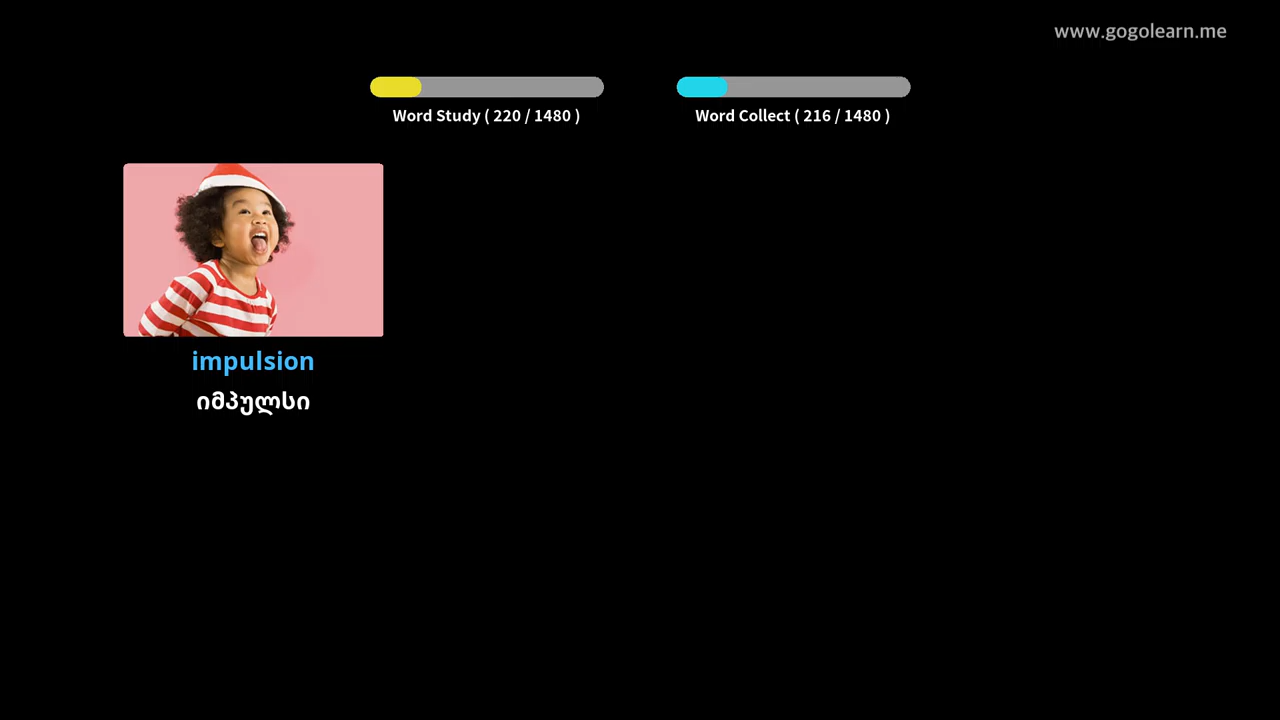 www.gogolearn.me
Word Study ( 220 / 1480 )
Word Collect ( 216 / 1480 )
impulsion
იმპულსი